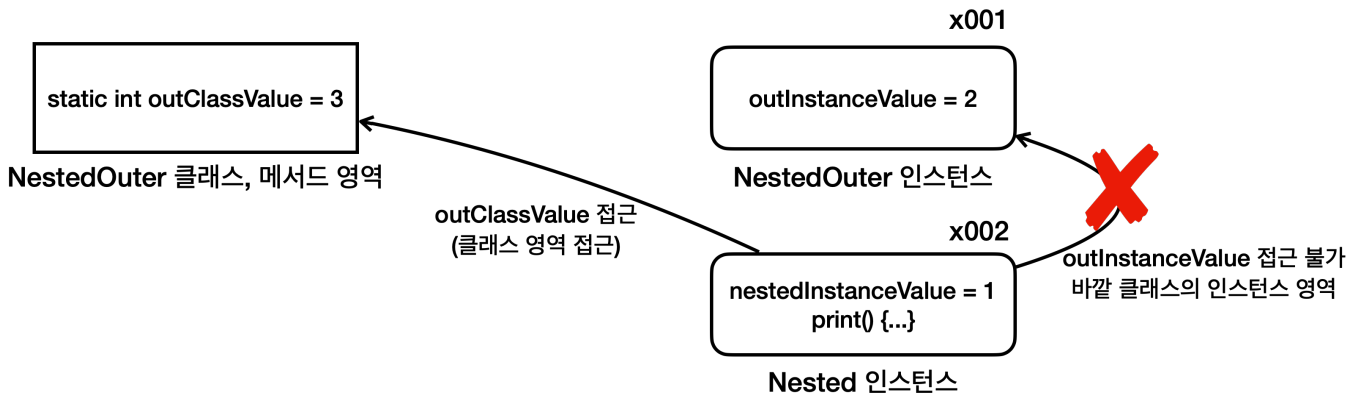 static int outClassValue = 3
NestedOuter 클래스, 메서드 영역
x001
outInstanceValue = 2
NestedOuter 인스턴스
outClassValue 접근
(클래스 영역 접근)
x002
nestedInstanceValue = 1
print() {...}
Nested 인스턴스
outInstanceValue 접근 불가
바깥 클래스의 인스턴스 영역